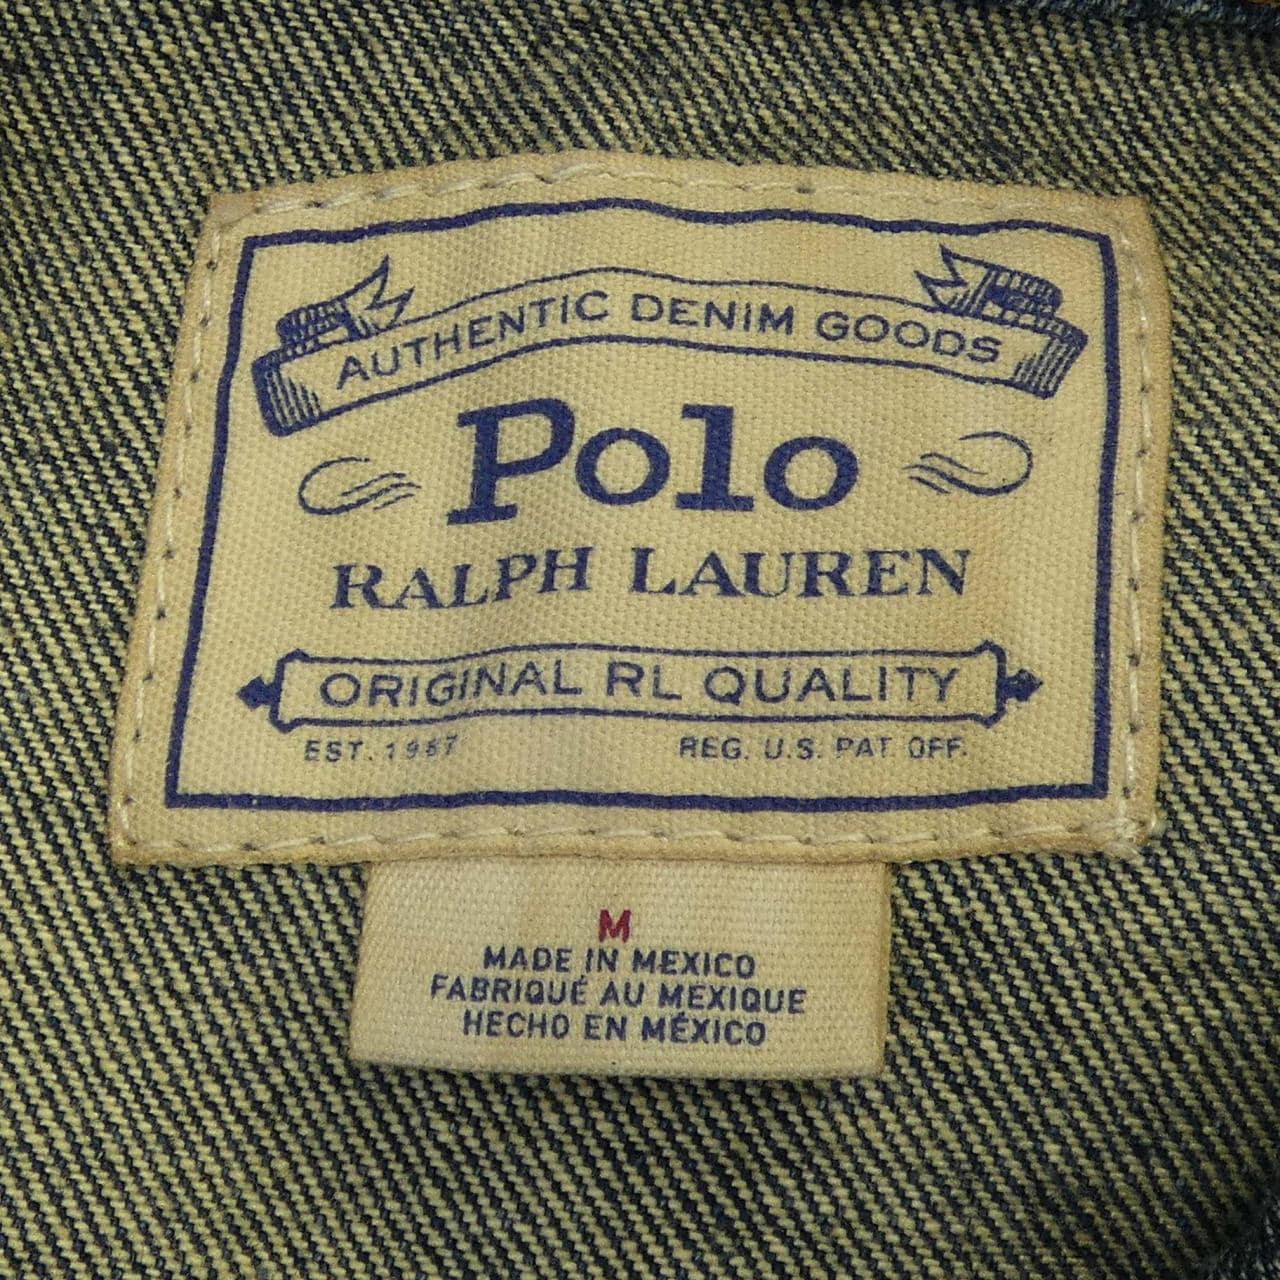 AUTHENTIC DENIM GOODS
Polo
RALPH LAUREN
ORIGINAL RL QUALITY
EST. 1967 REG. U.S. PAT. OFF.
M
MADE IN MEXICO
FABRIQUÉ AU MEXIQUE
HECHO EN MÉXICO